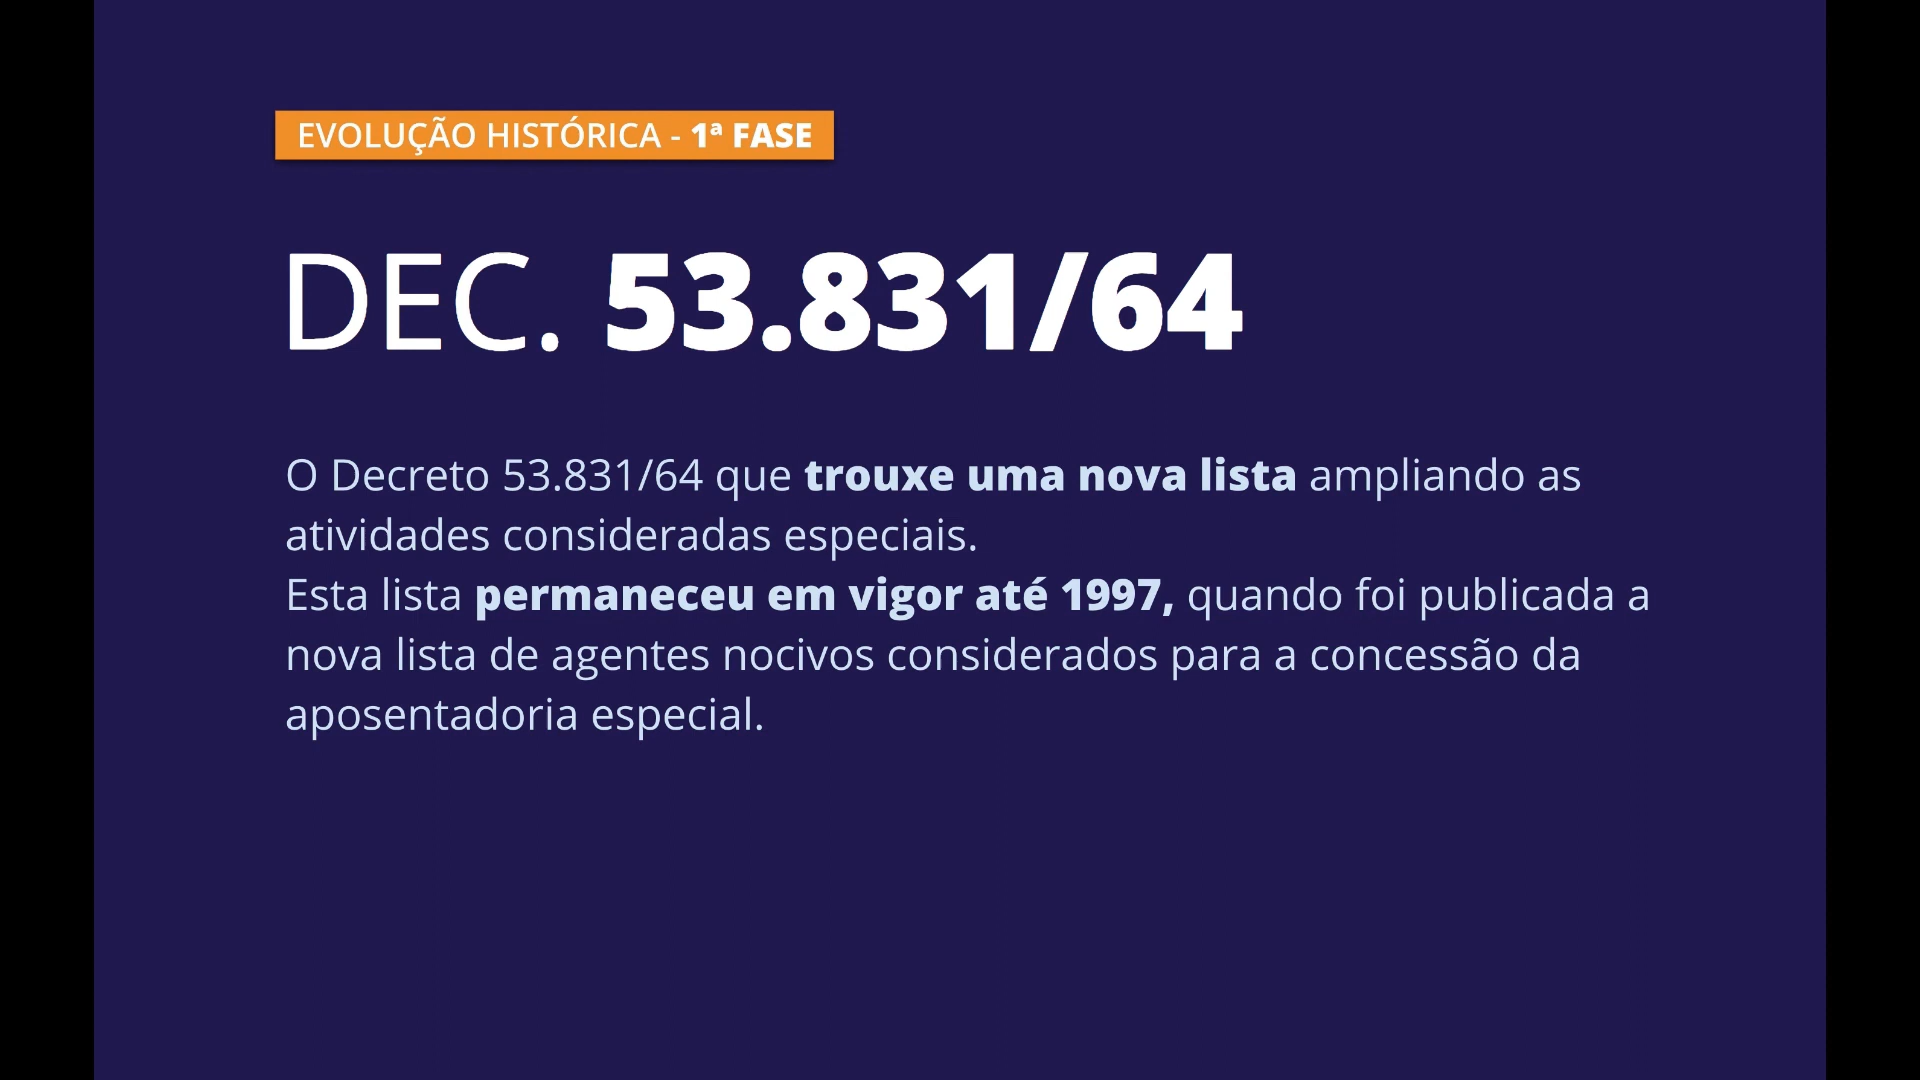 EVOLUÇÃO HISTÓRICA - 1ª FASE
DEC. 53.831/64
O Decreto 53.831/64 que trouxe uma nova lista ampliando as
atividades consideradas especiais.
Esta lista permaneceu em vigor até 1997, quando foi publicada a
nova lista de agentes nocivos considerados para a concessão da
aposentadoria especial.